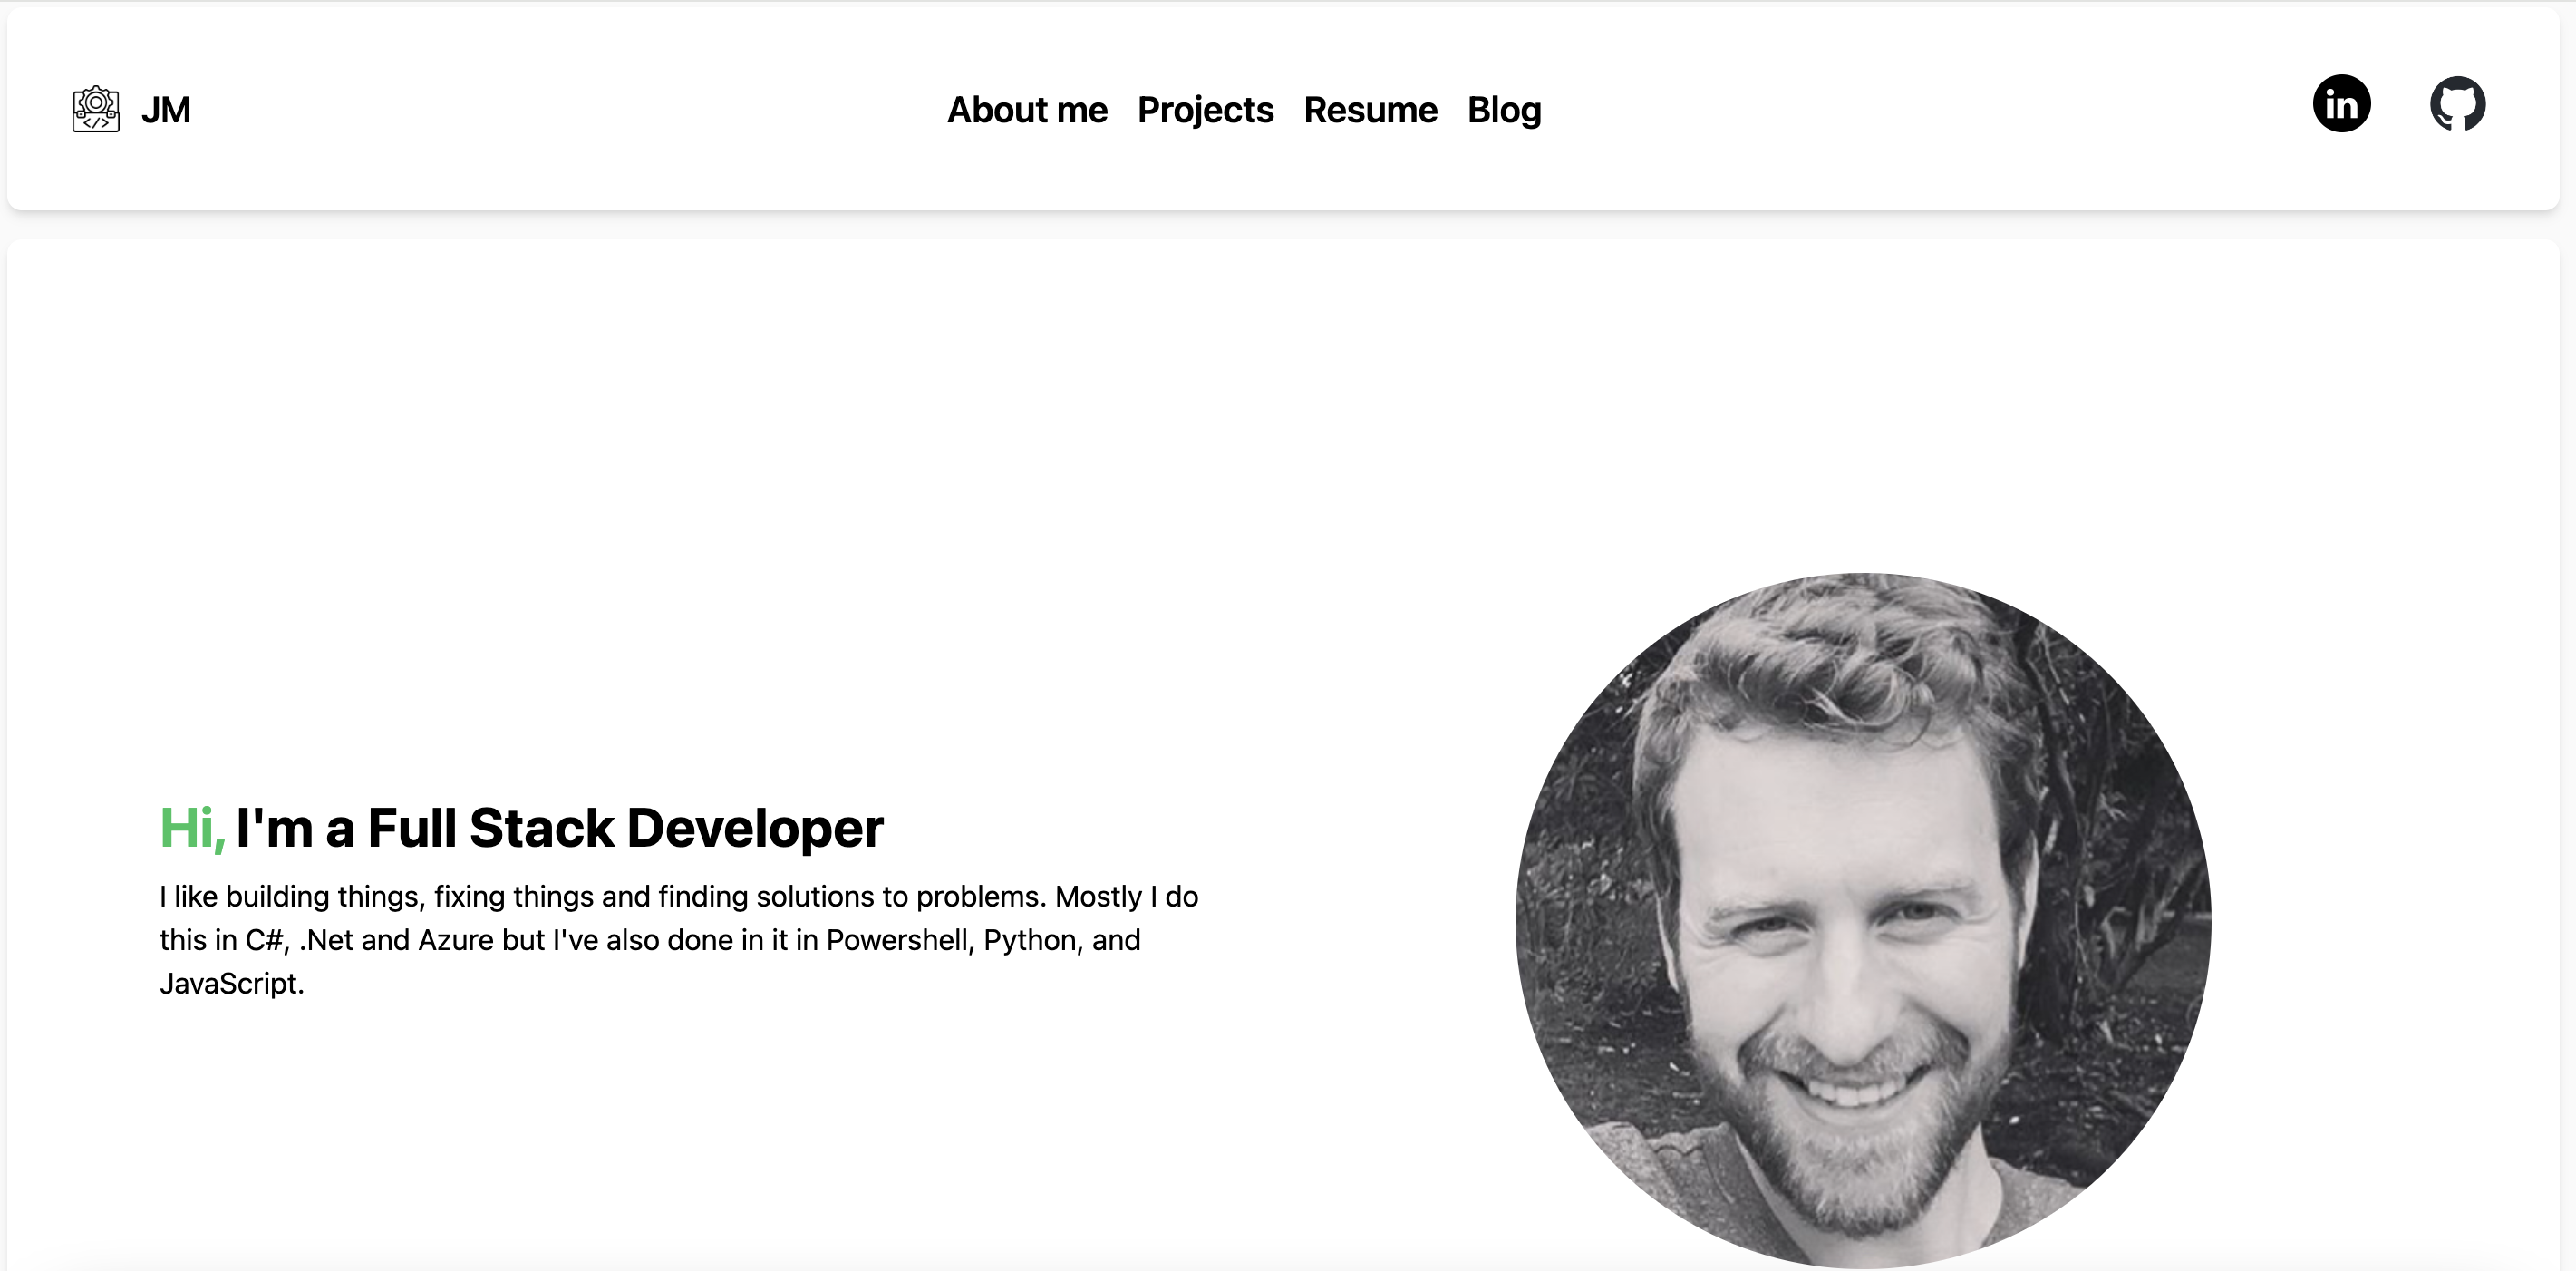 JM
About me Projects Resume Blog
in
Hi, I'm a Full Stack Developer
I like building things, fixing things and finding solutions to problems. Mostly I do
this in C#, .Net and Azure but I've also done in it in Powershell, Python, and
JavaScript.